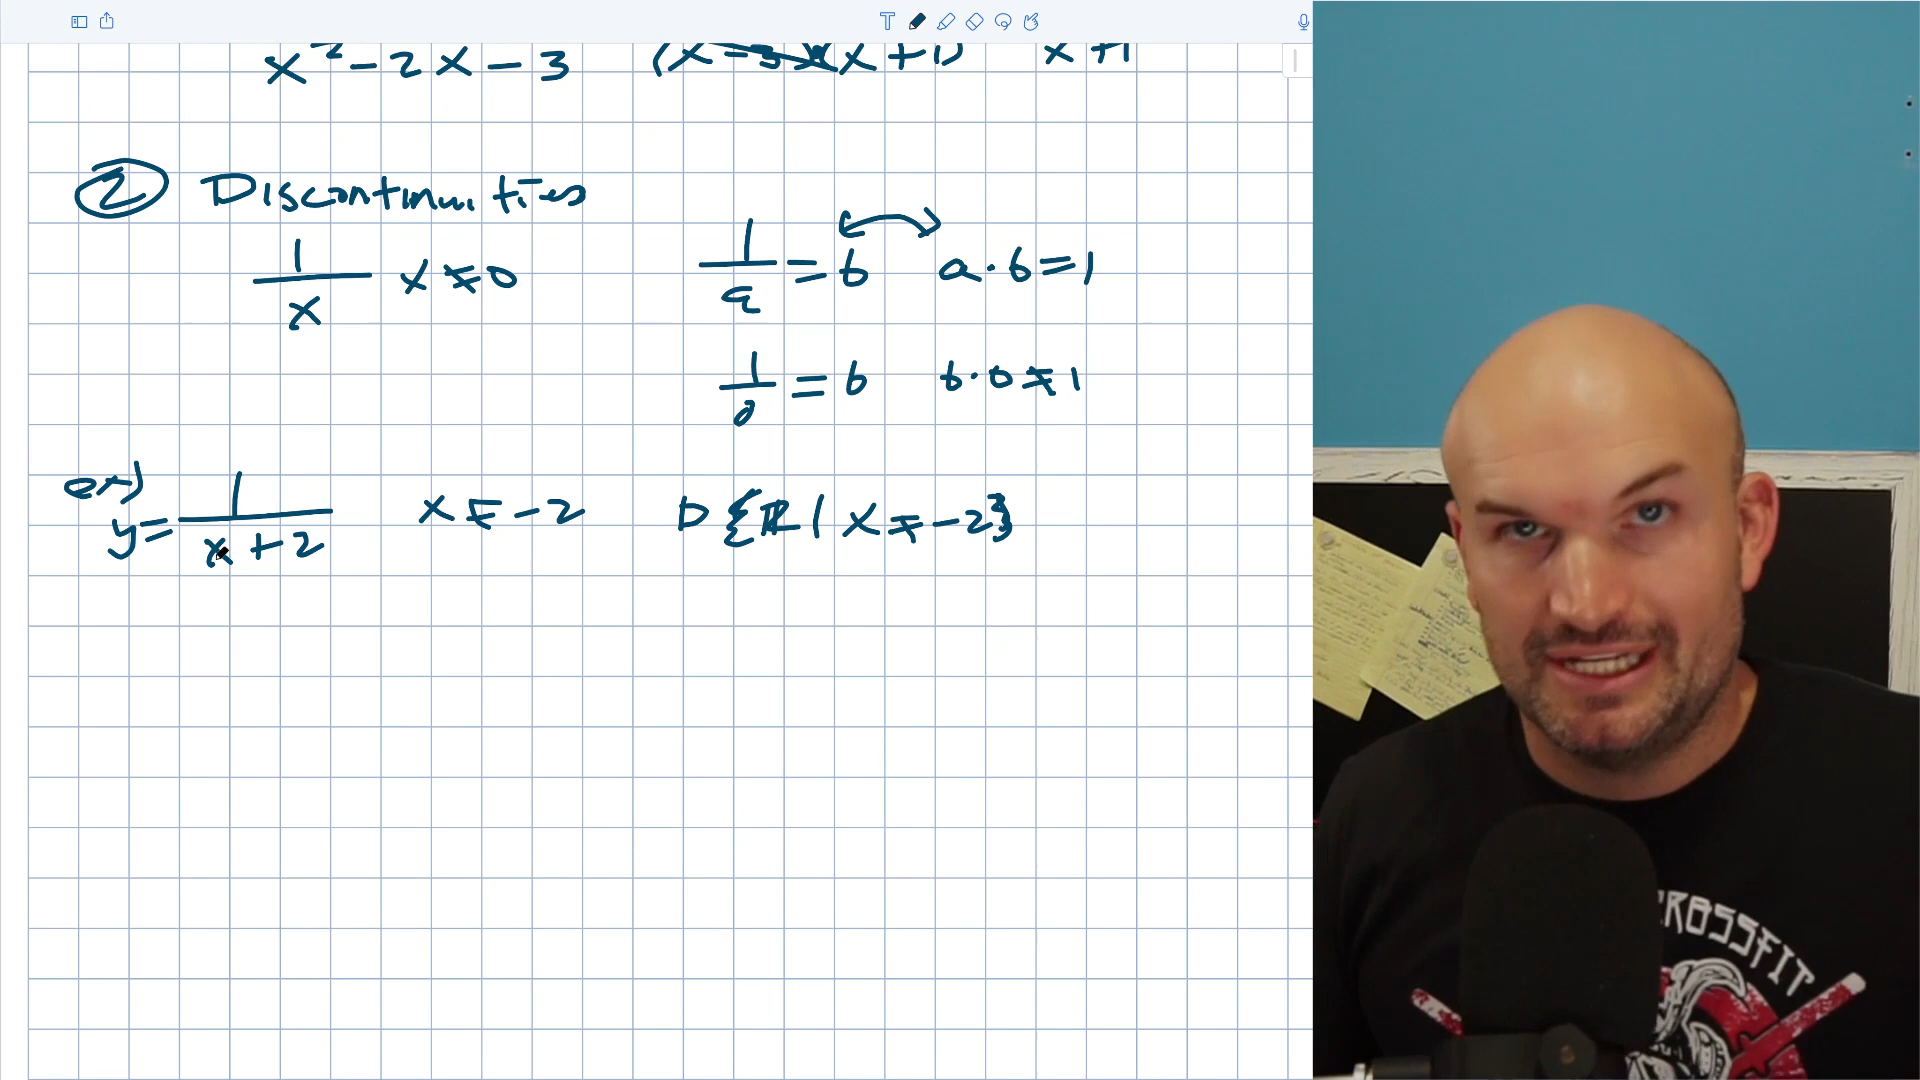 x² - 2x - 3 (x - 3)(x + 1) x + 1
② Discontinuities
1/x x ≠ 0 1/a = b a · b = 1
1/0 = b b · 0 ≠ 1
ex) y = 1/(x + 2) x ≠ -2 D {ℝ | x ≠ -2}
CROSSFIT